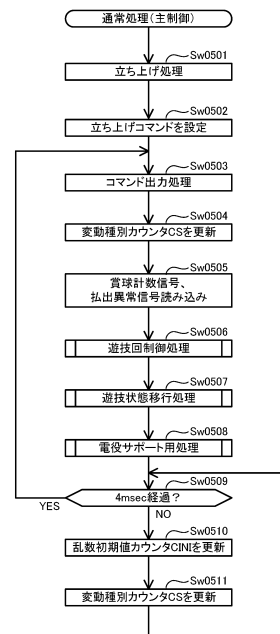 通常処理(主制御)
Sw0501
立ち上げ処理
Sw0502
立ち上げコマンドを設定
Sw0503
コマンド出力処理
Sw0504
変動種別カウンタCSを更新
Sw0505
賞球計数信号、
払出異常信号読み込み
Sw0506
遊技回制御処理
Sw0507
遊技状態移行処理
Sw0508
電役サポート用処理
Sw0509
4msec経過?
YES
NO
Sw0510
乱数初期値カウンタCINIを更新
Sw0511
変動種別カウンタCSを更新